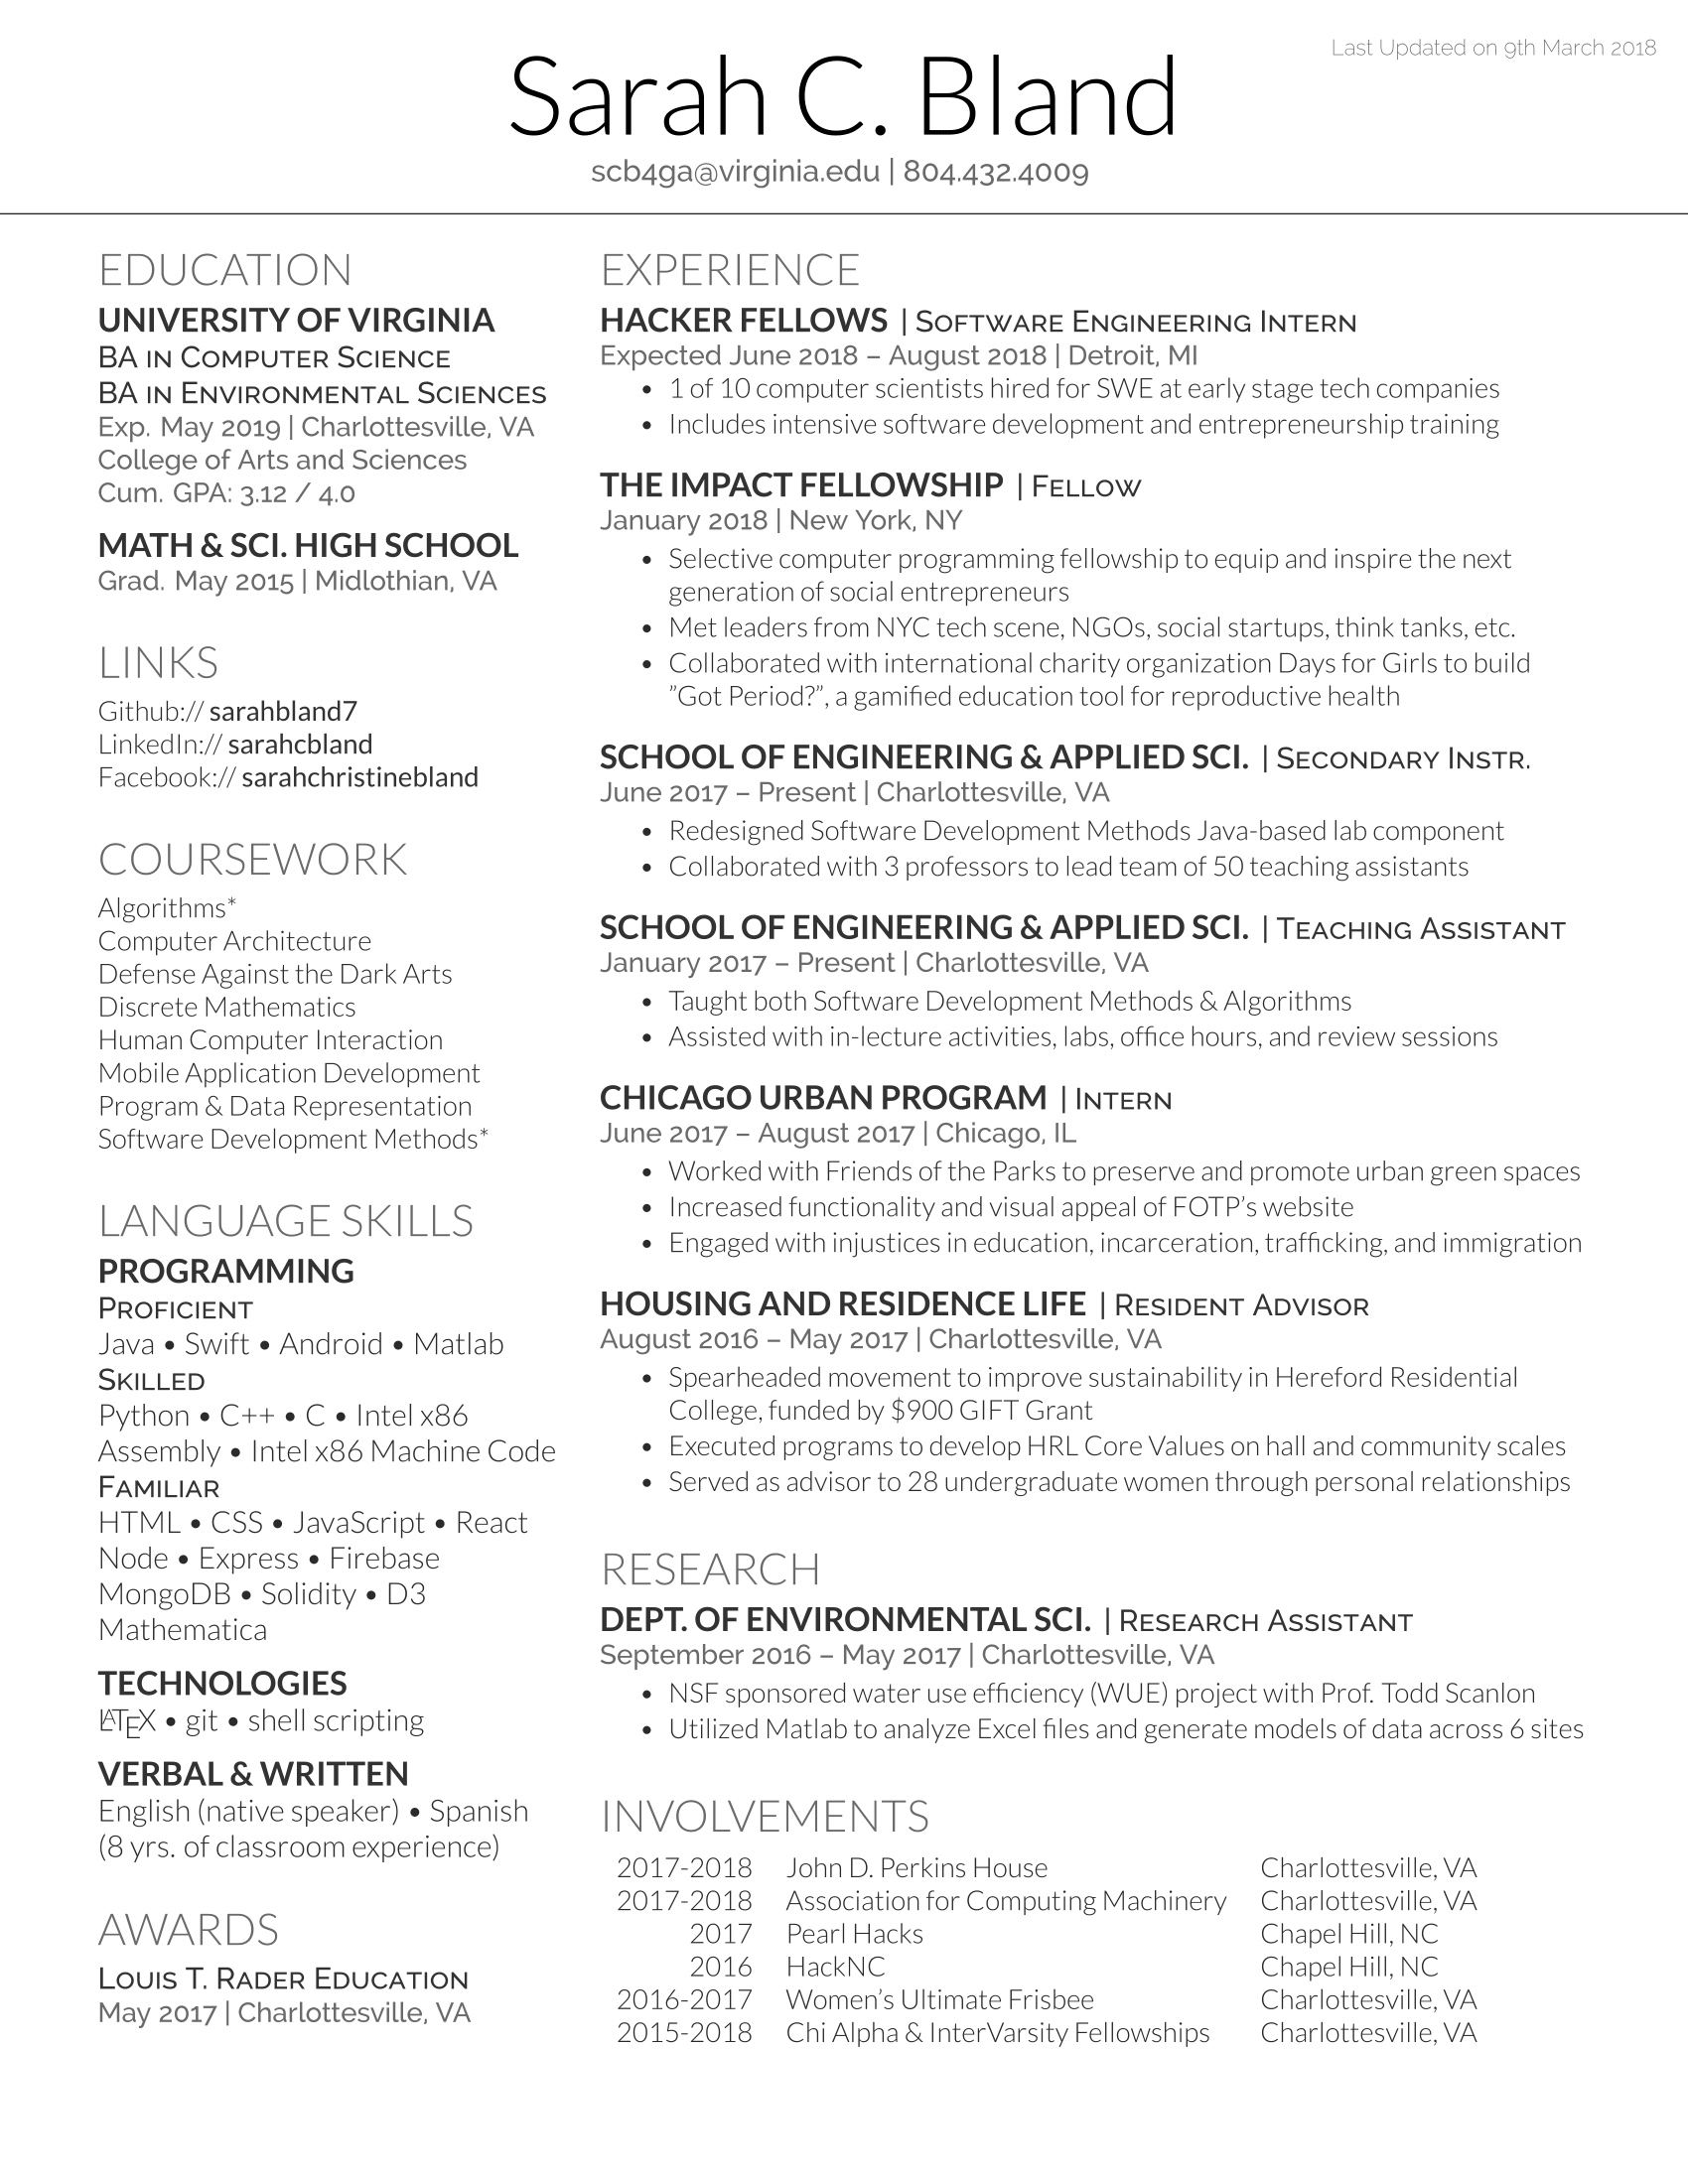 Last Updated on 9th March 2018
Sarah C. Bland
scb4ga@virginia.edu | 804.432.4009
EDUCATION
UNIVERSITY OF VIRGINIA
BA in Computer Science
BA in Environmental Sciences
Exp. May 2019 | Charlottesville, VA
College of Arts and Sciences
Cum. GPA: 3.12 / 4.0
MATH & SCI. HIGH SCHOOL
Grad. May 2015 | Midlothian, VA
LINKS
Github:// sarahbland7
LinkedIn:// sarahcbland
Facebook:// sarahchristinebland
COURSEWORK
Algorithms*
Computer Architecture
Defense Against the Dark Arts
Discrete Mathematics
Human Computer Interaction
Mobile Application Development
Program & Data Representation
Software Development Methods*
LANGUAGE SKILLS
PROGRAMMING
Proficient
Java • Swift • Android • Matlab
Skilled
Python • C++ • C • Intel x86
Assembly • Intel x86 Machine Code
Familiar
HTML • CSS • JavaScript • React
Node • Express • Firebase
MongoDB • Solidity • D3
Mathematica
TECHNOLOGIES
LATEX • git • shell scripting
VERBAL & WRITTEN
English (native speaker) • Spanish
(8 yrs. of classroom experience)
AWARDS
Louis T. Rader Education
May 2017 | Charlottesville, VA
EXPERIENCE
HACKER FELLOWS | Software Engineering Intern
Expected June 2018 – August 2018 | Detroit, MI
• 1 of 10 computer scientists hired for SWE at early stage tech companies
• Includes intensive software development and entrepreneurship training
THE IMPACT FELLOWSHIP | Fellow
January 2018 | New York, NY
• Selective computer programming fellowship to equip and inspire the next
generation of social entrepreneurs
• Met leaders from NYC tech scene, NGOs, social startups, think tanks, etc.
• Collaborated with international charity organization Days for Girls to build
”Got Period?”, a gamified education tool for reproductive health
SCHOOL OF ENGINEERING & APPLIED SCI. | Secondary Instr.
June 2017 – Present | Charlottesville, VA
• Redesigned Software Development Methods Java-based lab component
• Collaborated with 3 professors to lead team of 50 teaching assistants
SCHOOL OF ENGINEERING & APPLIED SCI. | Teaching Assistant
January 2017 – Present | Charlottesville, VA
• Taught both Software Development Methods & Algorithms
• Assisted with in-lecture activities, labs, office hours, and review sessions
CHICAGO URBAN PROGRAM | Intern
June 2017 – August 2017 | Chicago, IL
• Worked with Friends of the Parks to preserve and promote urban green spaces
• Increased functionality and visual appeal of FOTP’s website
• Engaged with injustices in education, incarceration, trafficking, and immigration
HOUSING AND RESIDENCE LIFE | Resident Advisor
August 2016 – May 2017 | Charlottesville, VA
• Spearheaded movement to improve sustainability in Hereford Residential
College, funded by $900 GIFT Grant
• Executed programs to develop HRL Core Values on hall and community scales
• Served as advisor to 28 undergraduate women through personal relationships
RESEARCH
DEPT. OF ENVIRONMENTAL SCI. | Research Assistant
September 2016 – May 2017 | Charlottesville, VA
• NSF sponsored water use efficiency (WUE) project with Prof. Todd Scanlon
• Utilized Matlab to analyze Excel files and generate models of data across 6 sites
INVOLVEMENTS
2017-2018 John D. Perkins House Charlottesville, VA
2017-2018 Association for Computing Machinery Charlottesville, VA
2017 Pearl Hacks Chapel Hill, NC
2016 HackNC Chapel Hill, NC
2016-2017 Women’s Ultimate Frisbee Charlottesville, VA
2015-2018 Chi Alpha & InterVarsity Fellowships Charlottesville, VA